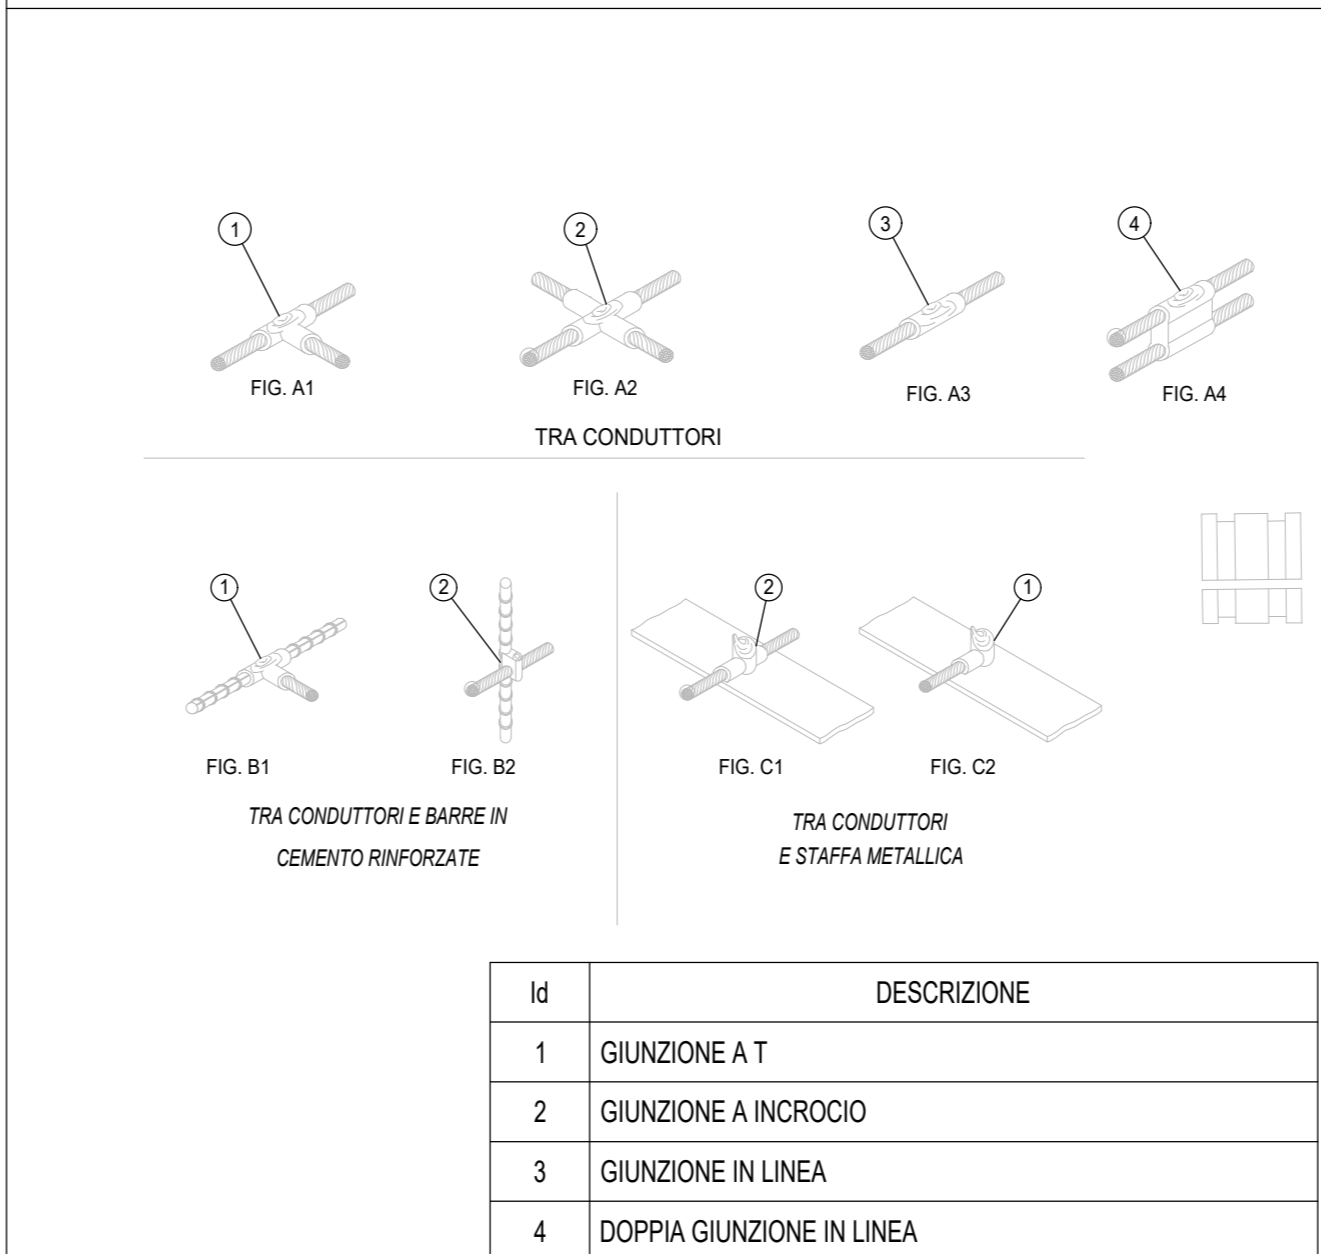 1
2
3
4
FIG. A1
FIG. A2
FIG. A3
FIG. A4
TRA CONDUTTORI
1
2
2
1
FIG. B1
FIG. B2
FIG. C1
FIG. C2
TRA CONDUTTORI E BARRE IN
CEMENTO RINFORZATE
TRA CONDUTTORI
E STAFFA METALLICA
Id DESCRIZIONE
1 GIUNZIONE A T
2 GIUNZIONE A INCROCIO
3 GIUNZIONE IN LINEA
4 DOPPIA GIUNZIONE IN LINEA